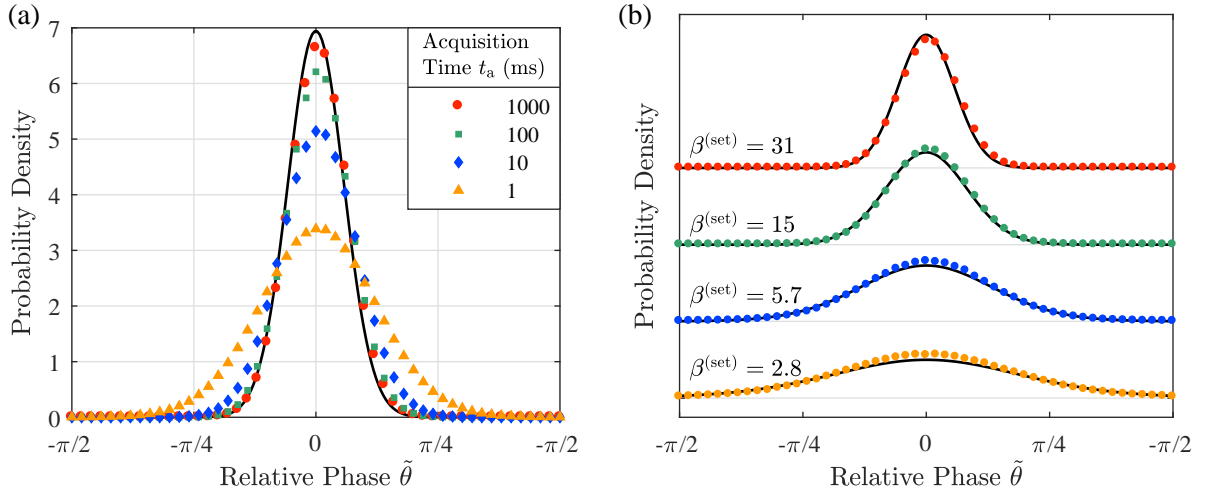 (a)
Probability Density
7
6
5
4
3
2
1
0
Acquisition
Time tₐ (ms)
1000
100
10
1
-π/2
-π/4
0
π/4
-π/2
Relative Phase θ̃
(b)
Probability Density
β⁽ˢᵉᵗ⁾ = 31
β⁽ˢᵉᵗ⁾ = 15
β⁽ˢᵉᵗ⁾ = 5.7
β⁽ˢᵉᵗ⁾ = 2.8
-π/2
-π/4
0
π/4
-π/2
Relative Phase θ̃